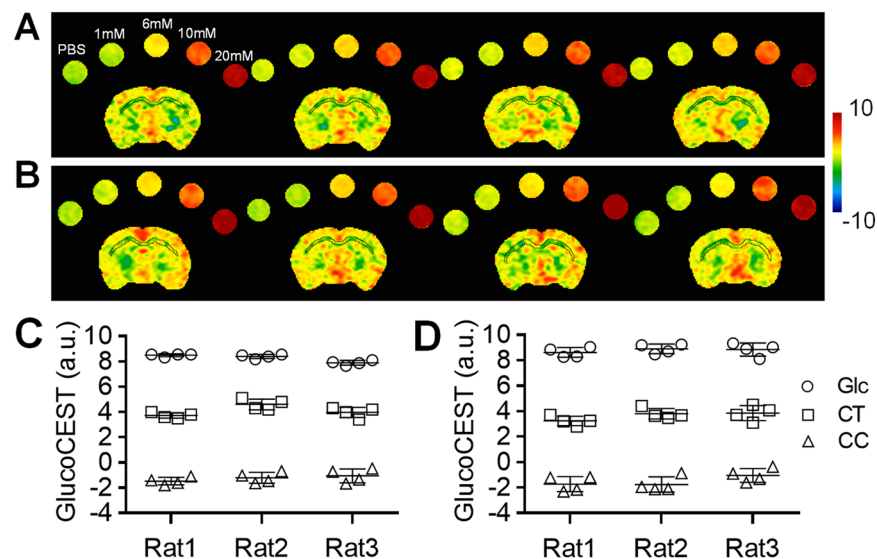 A
PBS
1mM
6mM
10mM
20mM
10
-10
B
C
GlucoCEST (a.u.)
10
8
6
4
2
0
-2
-4
Rat1 Rat2 Rat3
D
GlucoCEST (a.u.)
10
8
6
4
2
0
-2
-4
Rat1 Rat2 Rat3
Glc
CT
CC